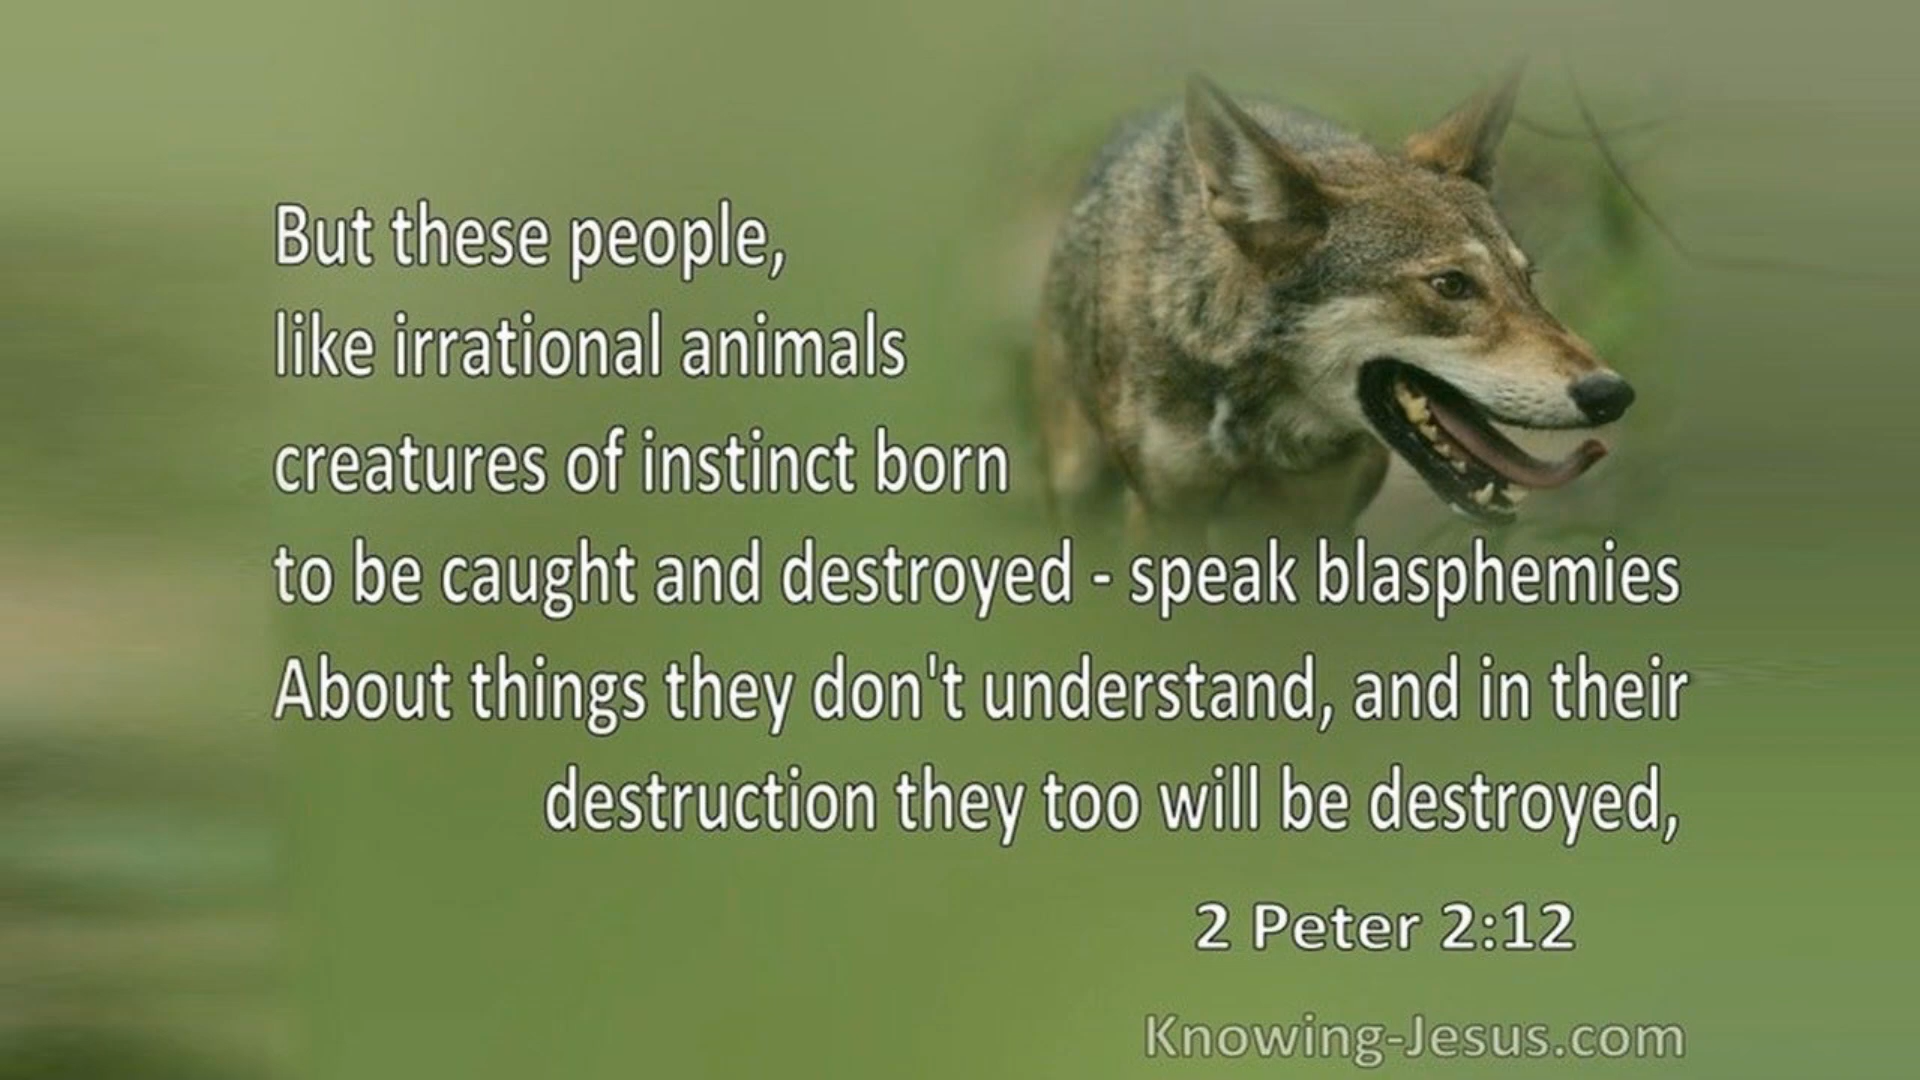 But these people,
like irrational animals
creatures of instinct born
to be caught and destroyed - speak blasphemies
About things they don't understand, and in their
destruction they too will be destroyed,
2 Peter 2:12
Knowing-Jesus.com